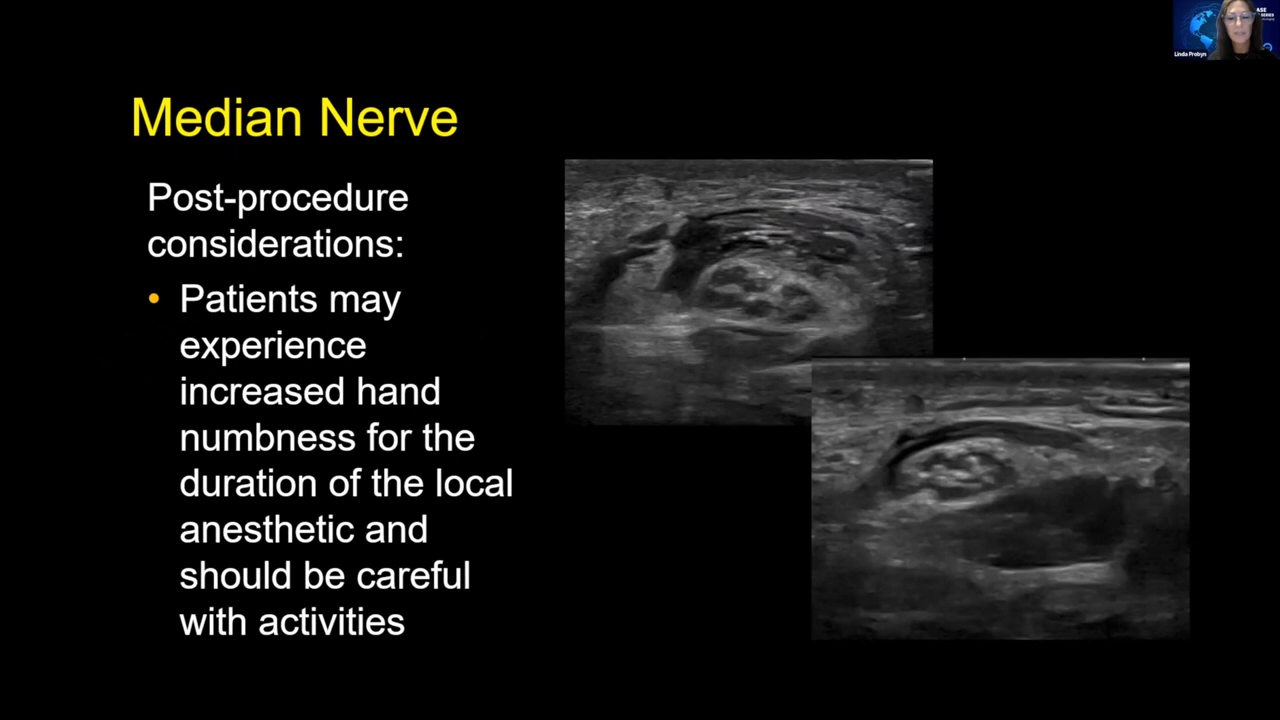 Linda Probyn
Median Nerve
Post-procedure
considerations:
• Patients may
experience
increased hand
numbness for the
duration of the local
anesthetic and
should be careful
with activities